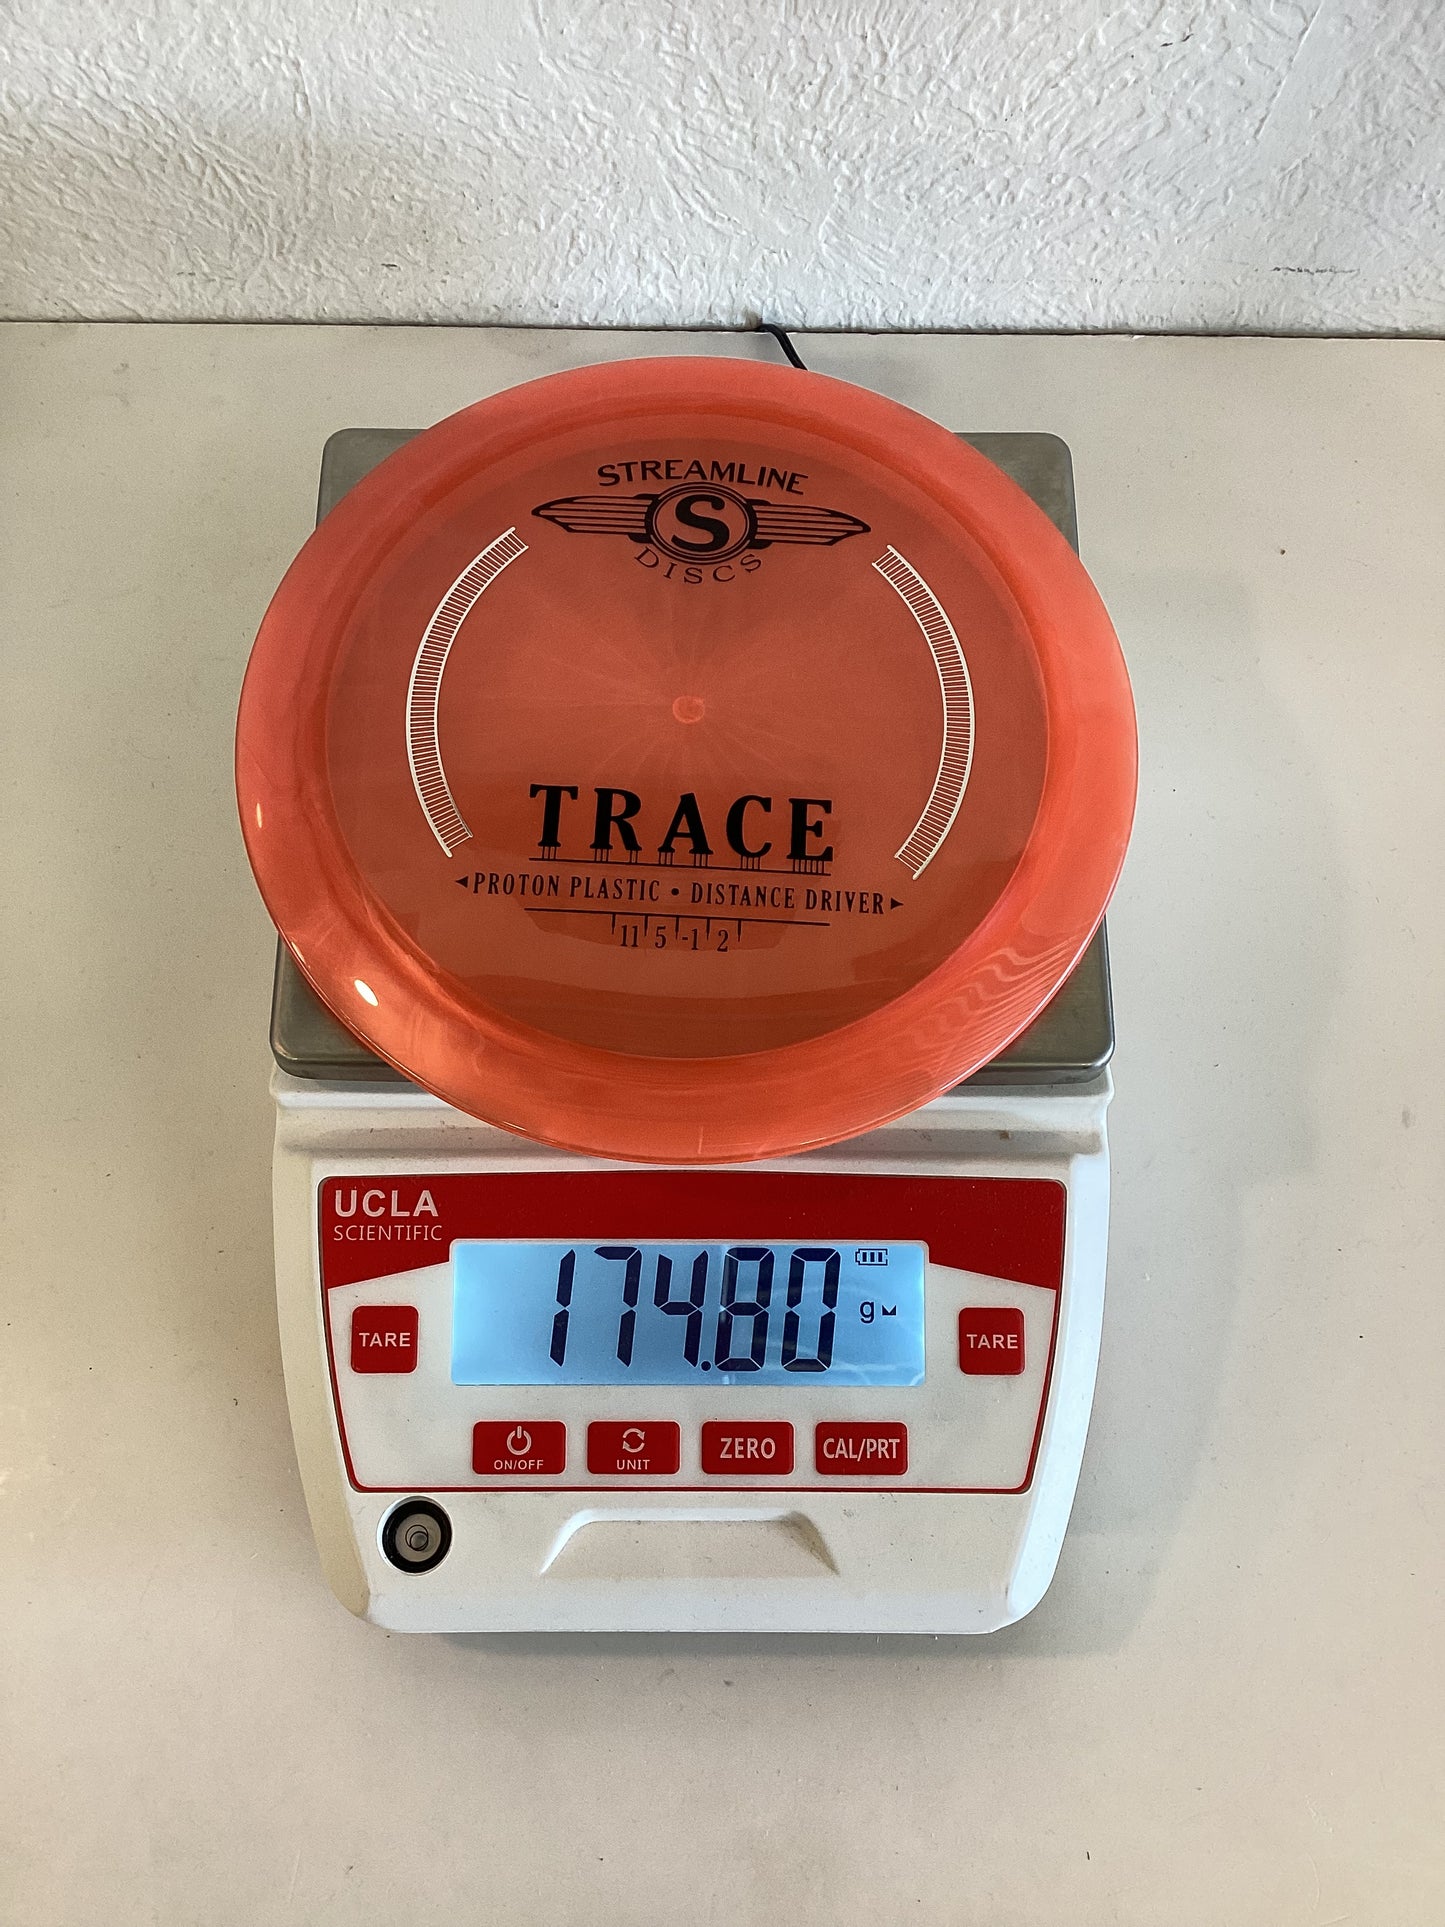 STREAMLINE
S
DISCS
TRACE
PROTON PLASTIC • DISTANCE DRIVER
11 5 -1 2
UCLA
SCIENTIFIC
174.80 g
TARE
TARE
ON/OFF
UNIT
ZERO
CAL/PRT